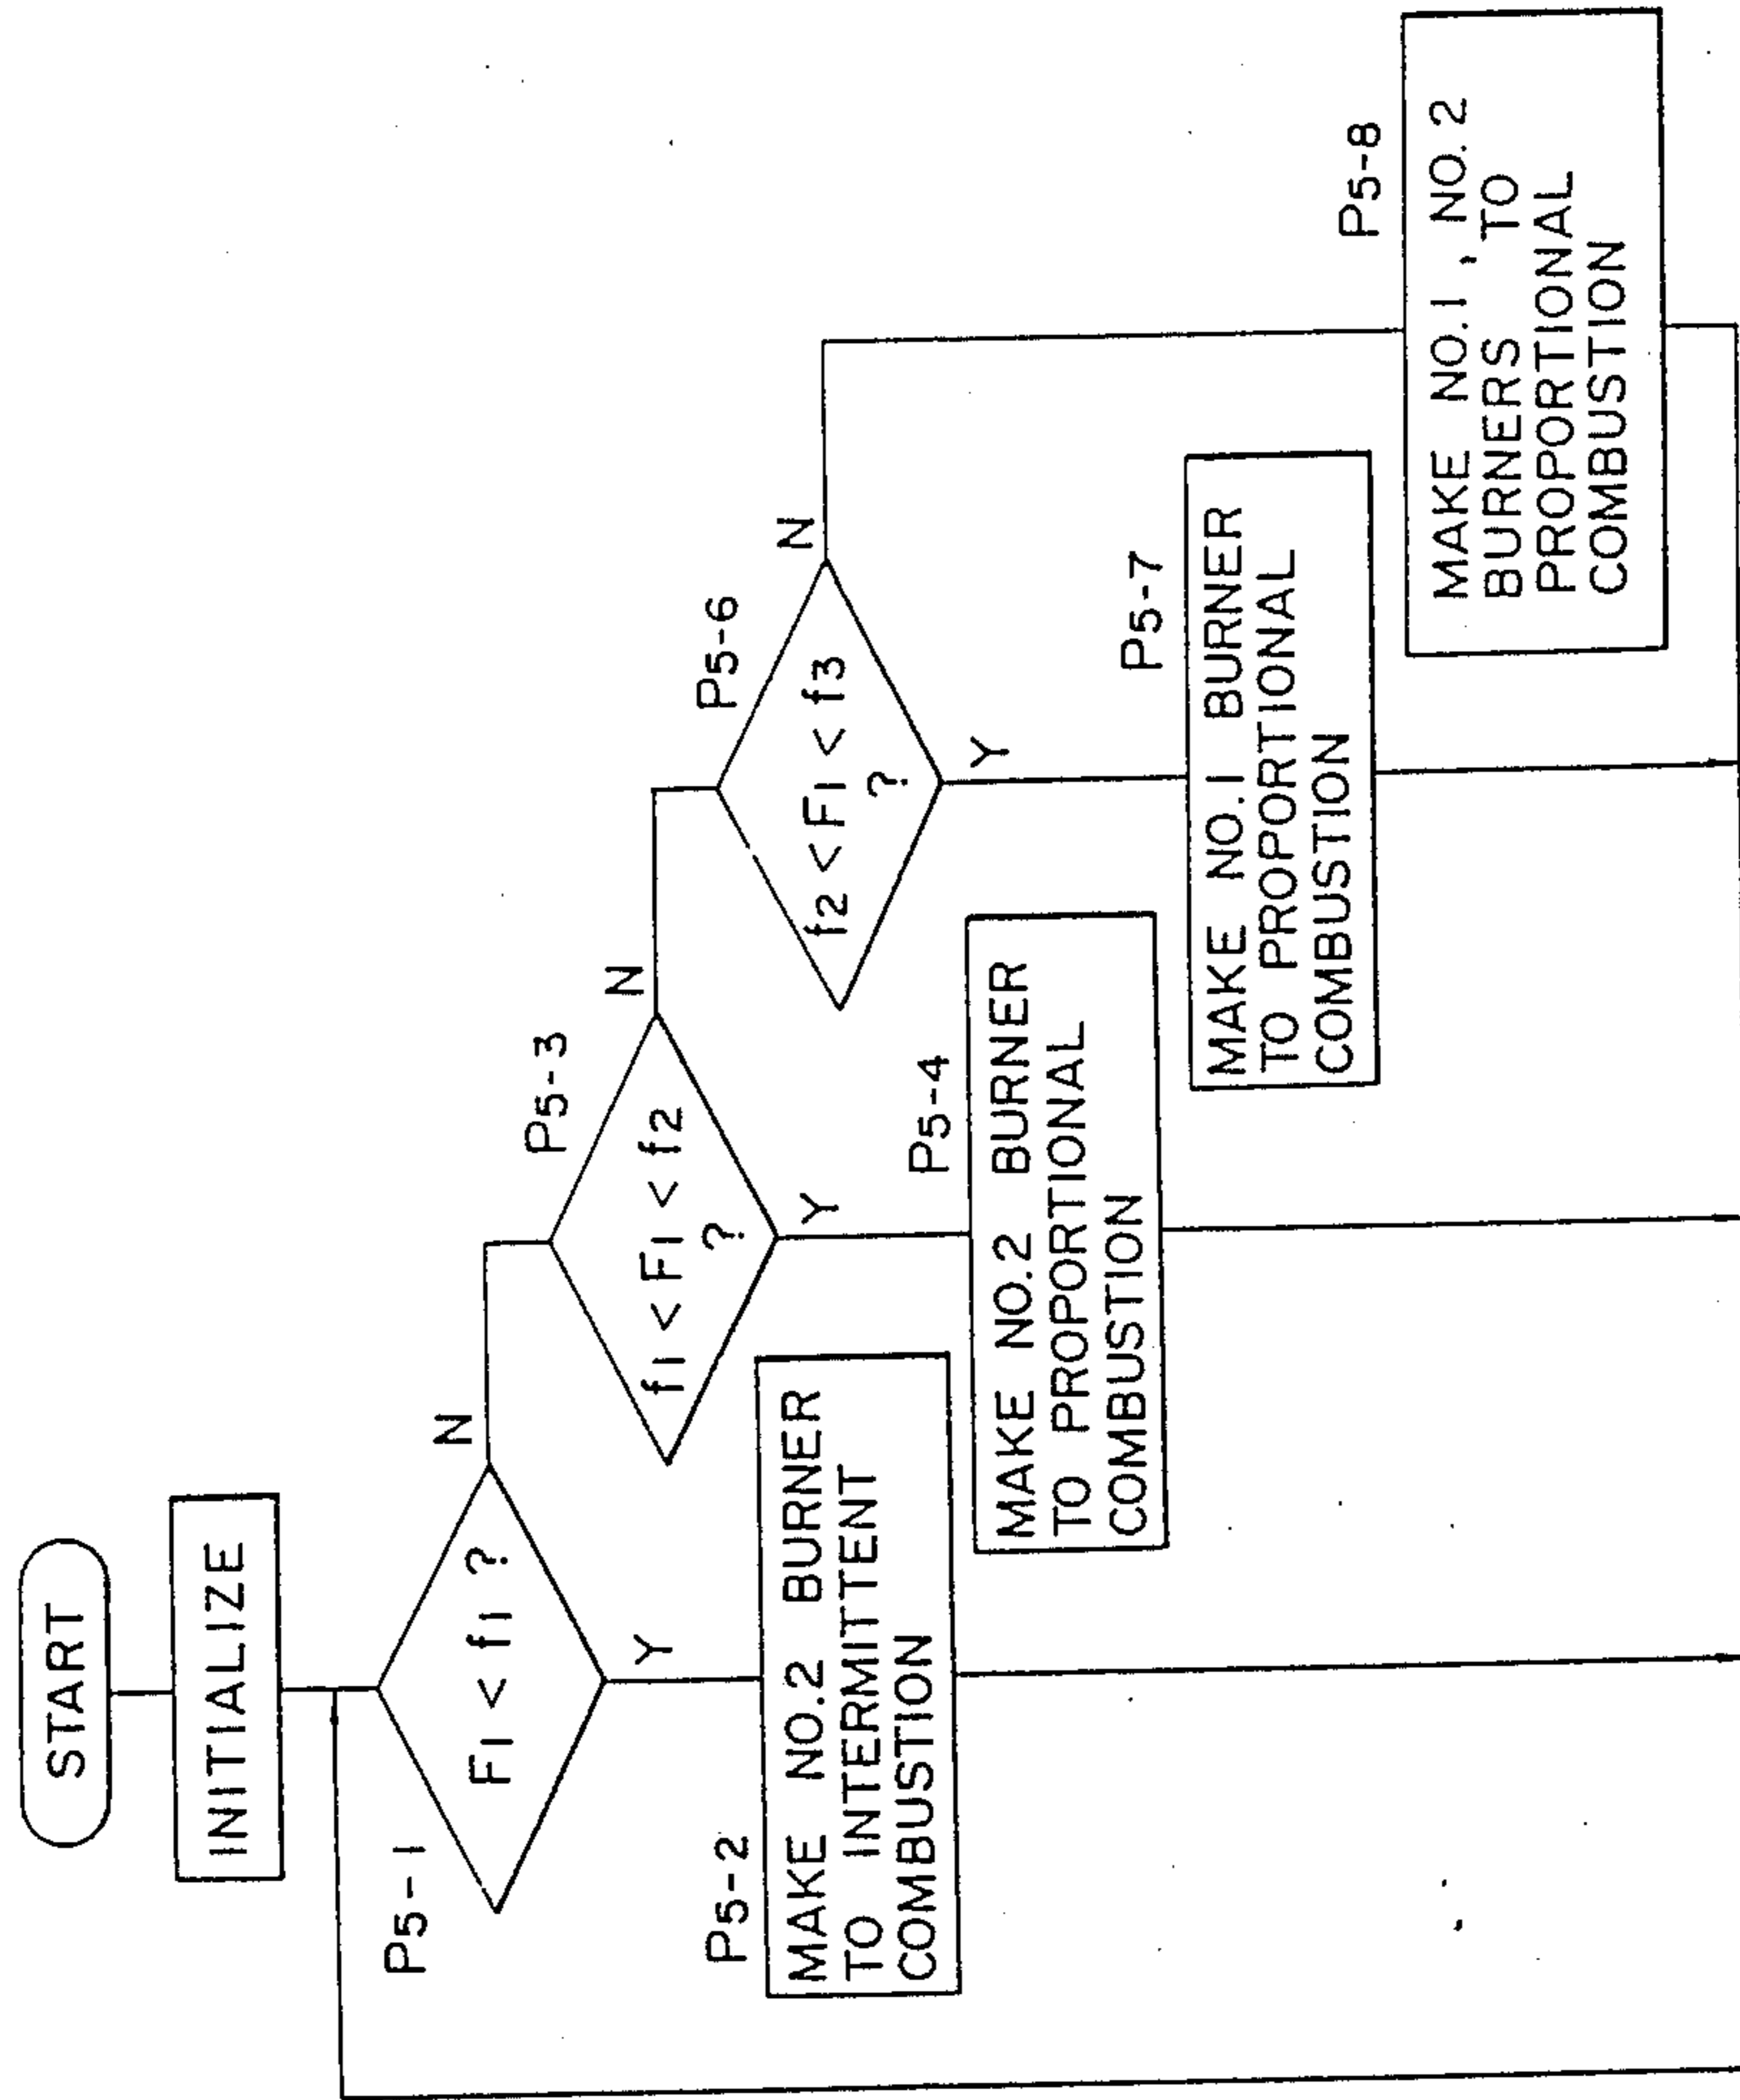 START
INITIALIZE
P5-1
F1 < f1 ?
N
Y
P5-2
MAKE NO.2 BURNER
TO INTERMITTENT
COMBUSTION
P5-3
f1 < F1 < f2
?
N
Y
P5-4
MAKE NO.2 BURNER
TO PROPORTIONAL
COMBUSTION
P5-6
f2 < F1 < f3
?
N
Y
P5-7
MAKE NO.1 BURNER
TO PROPORTIONAL
COMBUSTION
P5-8
MAKE NO.1, NO.2
BURNERS TO
PROPORTIONAL
COMBUSTION